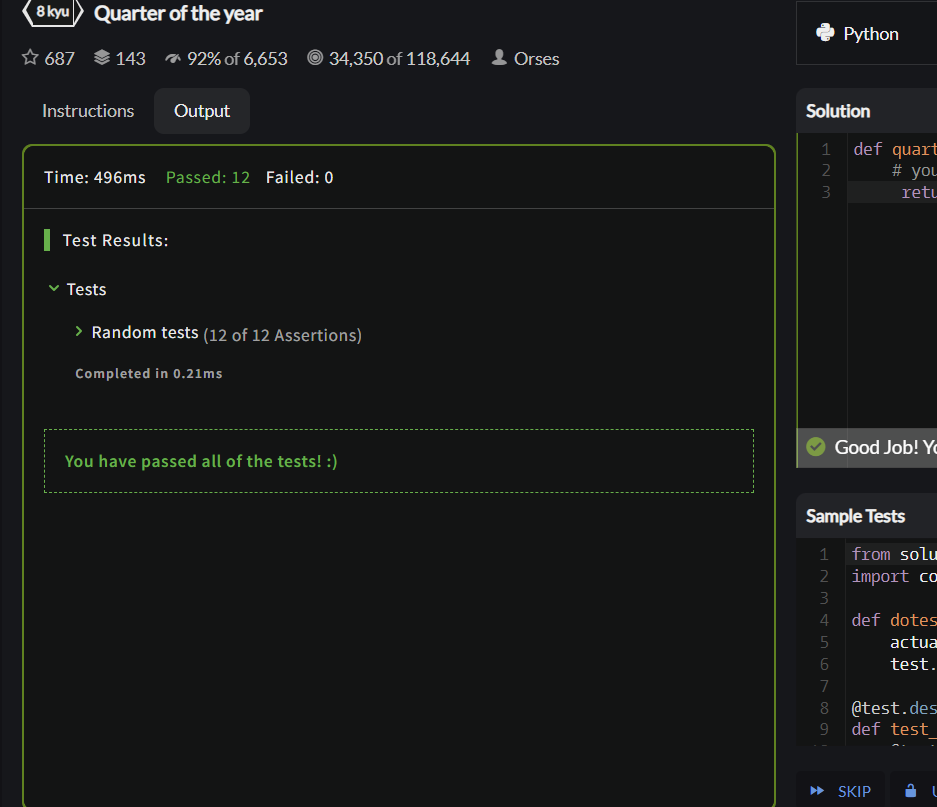 8 kyu Quarter of the year
687 143 92% of 6,653 34,350 of 118,644 Orses
Instructions Output
Time: 496ms Passed: 12 Failed: 0
Test Results:
Tests
Random tests (12 of 12 Assertions)
Completed in 0.21ms
You have passed all of the tests! :)
Python
Solution
1 def quart
2 # you
3 retu
Good Job! Yo
Sample Tests
1 from solu
2 import co
3
4 def dotes
5 actua
6 test.
7
8 @test.des
9 def test_
SKIP